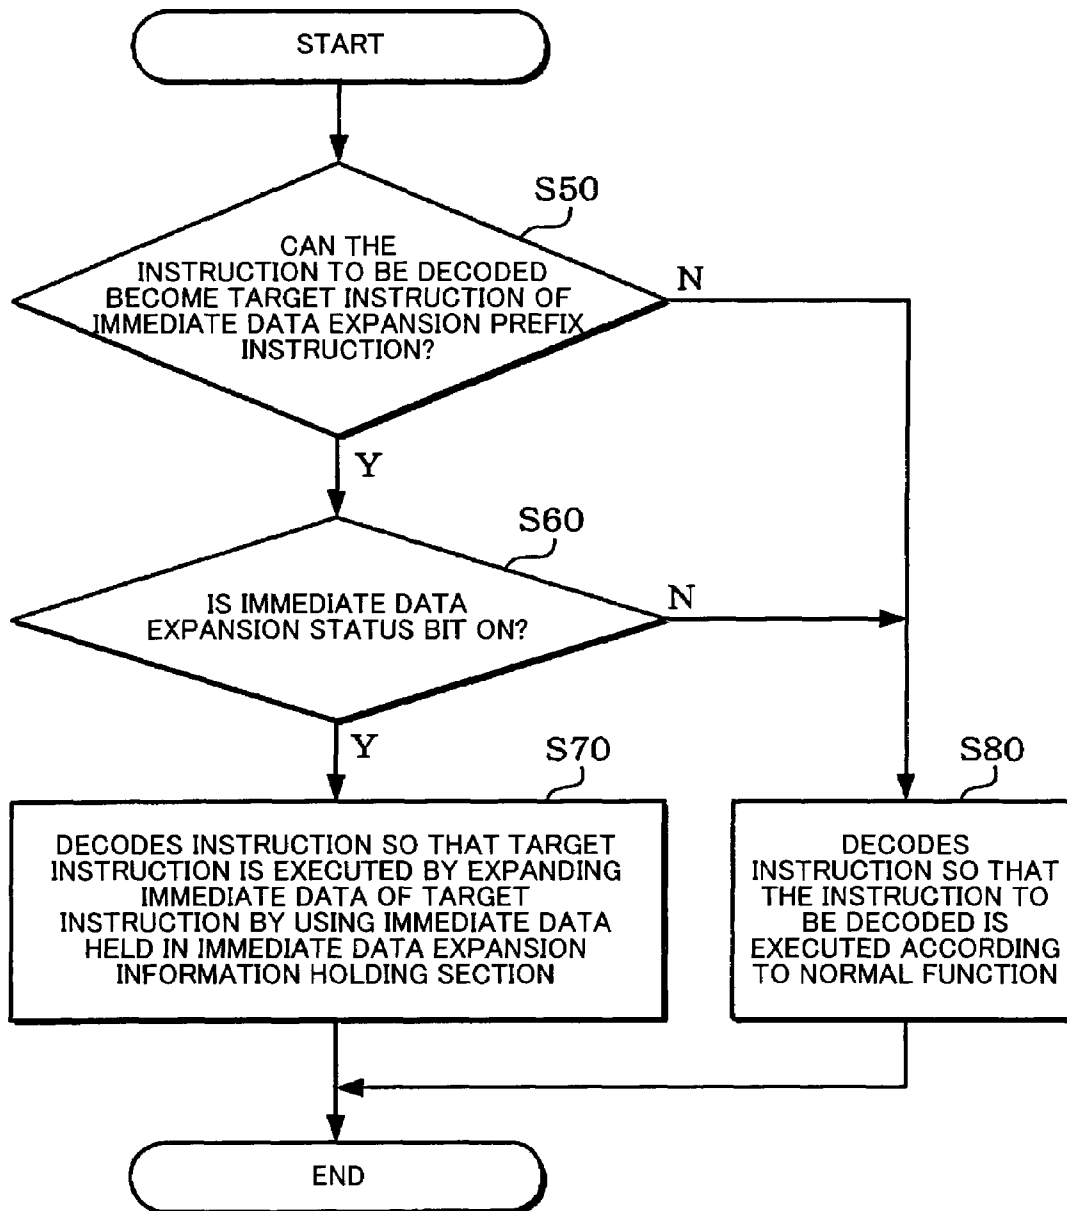 START
S50
CAN THE
INSTRUCTION TO BE DECODED
BECOME TARGET INSTRUCTION OF
IMMEDIATE DATA EXPANSION PREFIX
INSTRUCTION?
N
Y
S60
IS IMMEDIATE DATA
EXPANSION STATUS BIT ON?
N
Y
S70
DECODES INSTRUCTION SO THAT TARGET
INSTRUCTION IS EXECUTED BY EXPANDING
IMMEDIATE DATA OF TARGET
INSTRUCTION BY USING IMMEDIATE DATA
HELD IN IMMEDIATE DATA EXPANSION
INFORMATION HOLDING SECTION
S80
DECODES
INSTRUCTION SO THAT
THE INSTRUCTION TO
BE DECODED IS
EXECUTED ACCORDING
TO NORMAL FUNCTION
END